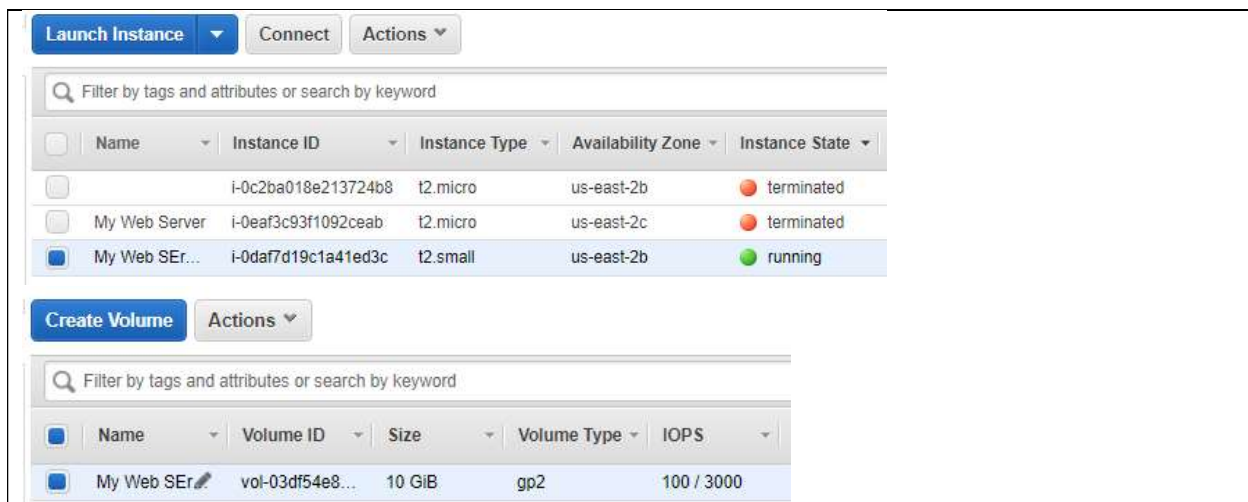 Launch Instance Connect Actions
Filter by tags and attributes or search by keyword
Name Instance ID Instance Type Availability Zone Instance State
i-0c2ba018e213724b8 t2.micro us-east-2b terminated
My Web Server i-0eaf3c93f1092ceab t2.micro us-east-2c terminated
My Web SEr... i-0daf7d19c1a41ed3c t2.small us-east-2b running
Create Volume Actions
Filter by tags and attributes or search by keyword
Name Volume ID Size Volume Type IOPS
My Web SEr vol-03df54e8... 10 GiB gp2 100 / 3000